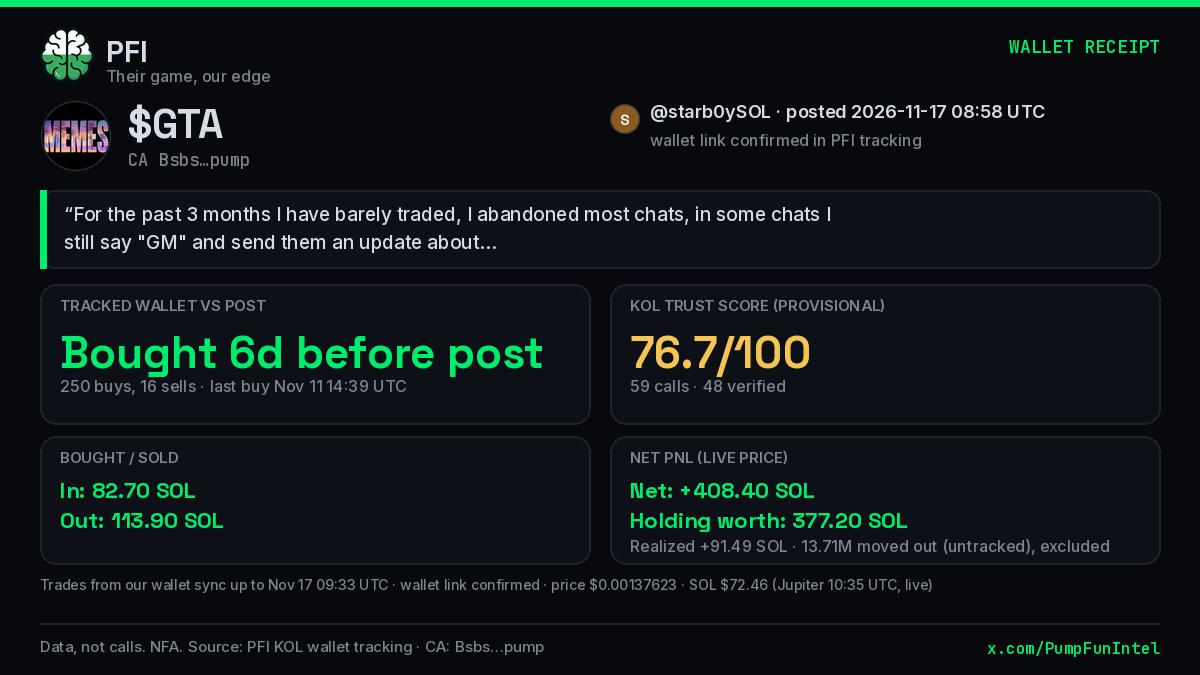 PFI
Their game, our edge
WALLET RECEIPT
MEMES
$GTA
CA Bsbs…pump
S
@starb0ySOL · posted 2026-11-17 08:58 UTC
wallet link confirmed in PFI tracking
“For the past 3 months I have barely traded, I abandoned most chats, in some chats I
still say "GM" and send them an update about…
TRACKED WALLET VS POST
Bought 6d before post
250 buys, 16 sells · last buy Nov 11 14:39 UTC
KOL TRUST SCORE (PROVISIONAL)
76.7/100
59 calls · 48 verified
BOUGHT / SOLD
In: 82.70 SOL
Out: 113.90 SOL
NET PNL (LIVE PRICE)
Net: +408.40 SOL
Holding worth: 377.20 SOL
Realized +91.49 SOL · 13.71M moved out (untracked), excluded
Trades from our wallet sync up to Nov 17 09:33 UTC · wallet link confirmed · price $0.00137623 · SOL $72.46 (Jupiter 10:35 UTC, live)
Data, not calls. NFA. Source: PFI KOL wallet tracking · CA: Bsbs…pump
x.com/PumpFunIntel